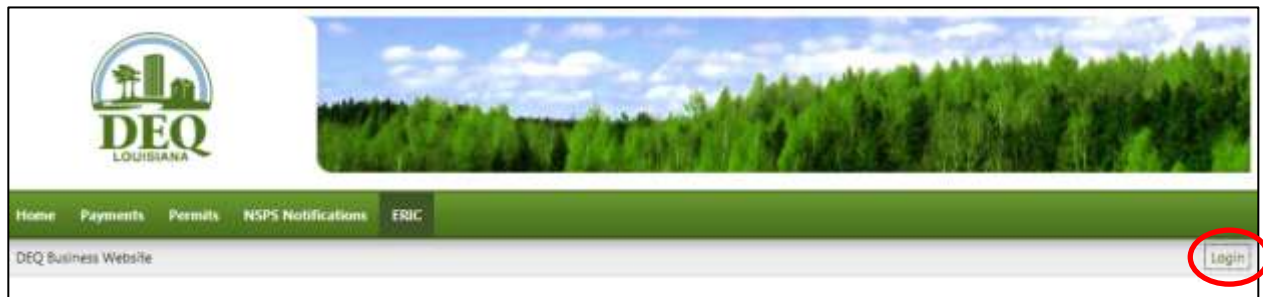 DEQ
LOUISIANA
Home Payments Permits NSPS Notifications ERIC
DEQ Business Website Login